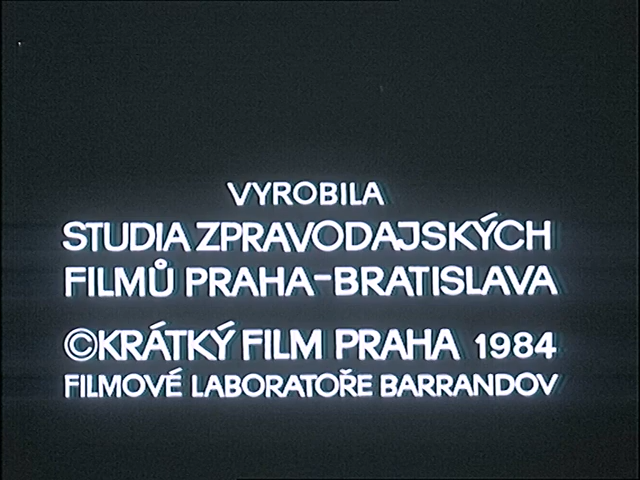 VYROBILA
STUDIA ZPRAVODAJSKÝCH
FILMŮ PRAHA-BRATISLAVA
©KRÁTKÝ FILM PRAHA 1984
FILMOVÉ LABORATOŘE BARRANDOV